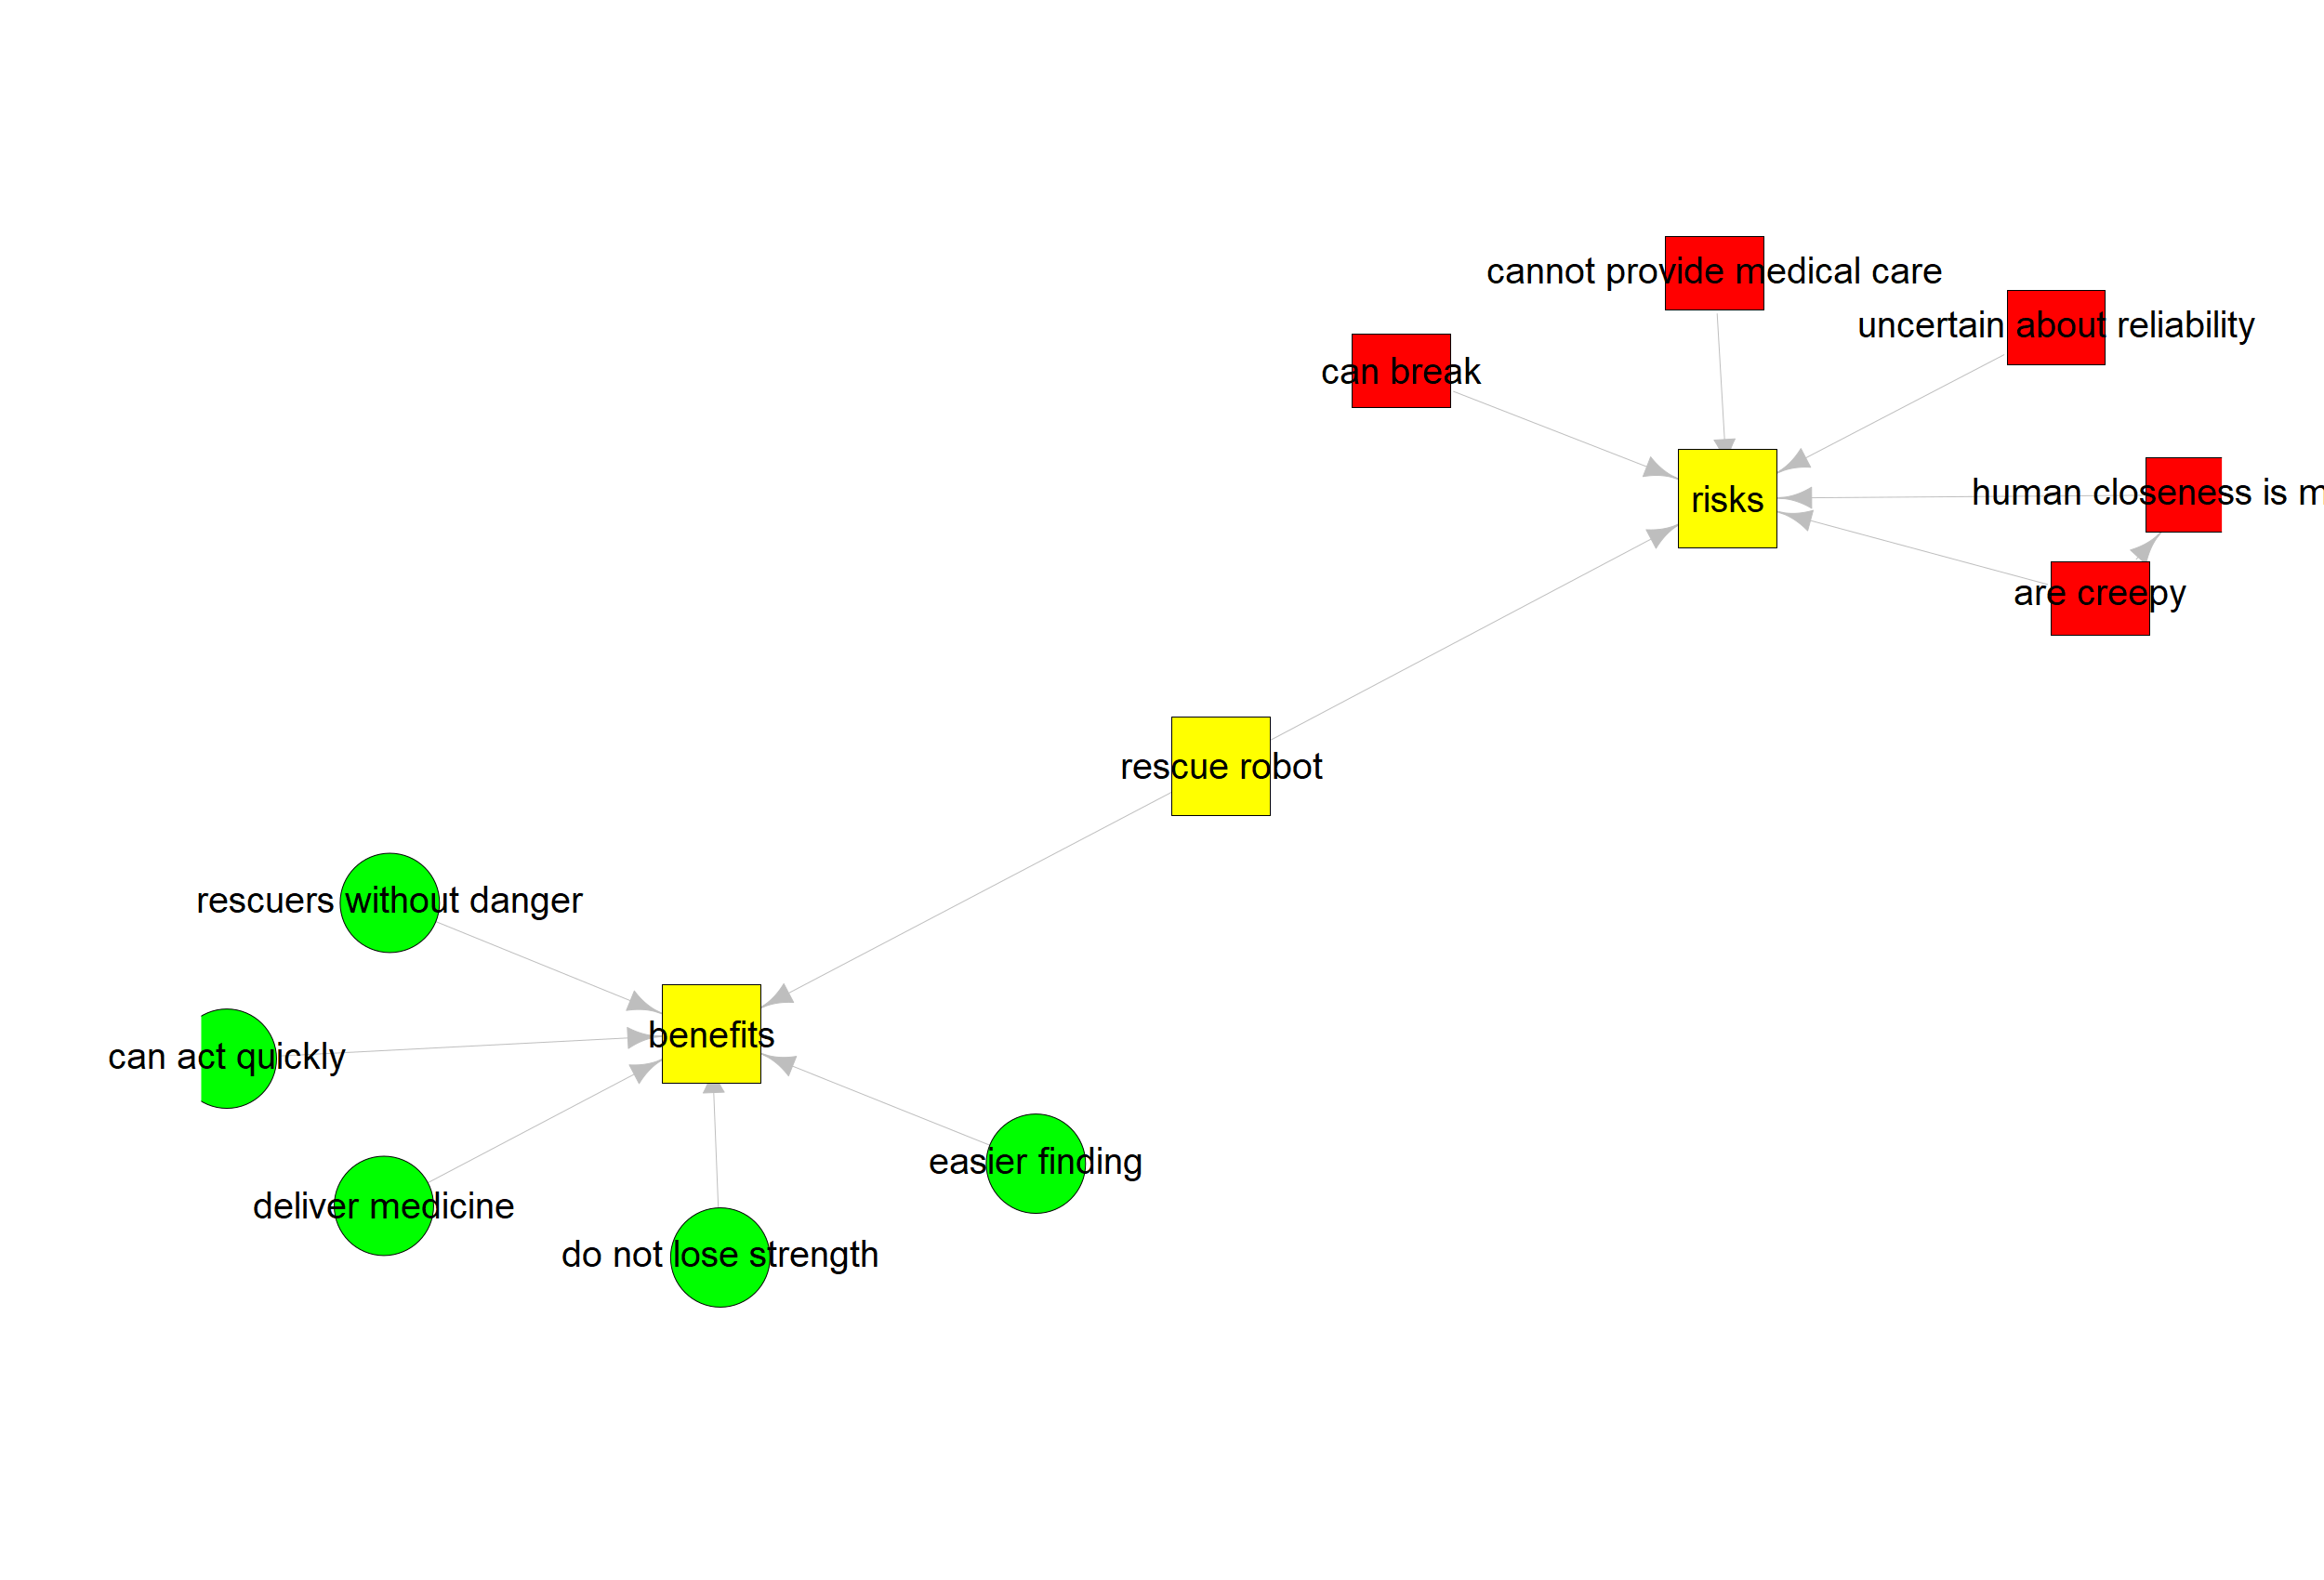 cannot provide medical care
uncertain about reliability
can break
human closeness is
risks
are creepy
rescue robot
rescuers without danger
benefits
can act quickly
easier finding
deliver medicine
do not lose strength